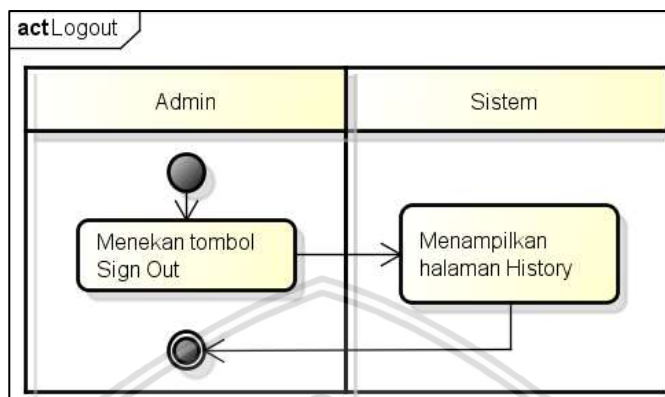 act Logout
Admin
Sistem
Menekan tombol
Sign Out
Menampilkan
halaman History